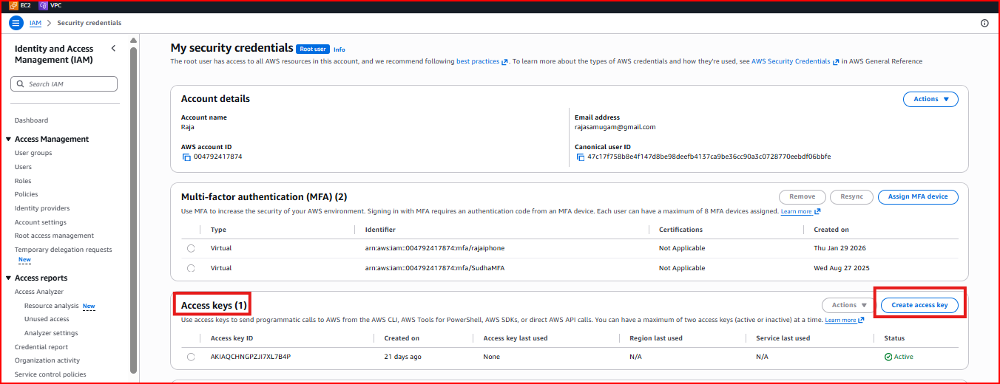 EC2 VPC
IAM > Security credentials
Identity and Access Management (IAM)
Search IAM
Dashboard
Access Management
User groups
Users
Roles
Policies
Identity providers
Account settings
Root access management
Temporary delegation requests
New
Access reports
Access Analyzer
Resource analysis New
Unused access
Analyzer settings
Credential report
Organization activity
Service control policies
My security credentials Root user Info
The root user has access to all AWS resources in this account, and we recommend following best practices. To learn more about the types of AWS credentials and how they're used, see AWS Security Credentials in AWS General Reference
Account details Actions
Account name Email address
Raja rajasamugam@gmail.com
AWS account ID Canonical user ID
004792417874 47c17f758b8e4f147d8be98deefb4137ca9be36cc90a3c0728770eebdf06bbfe
Multi-factor authentication (MFA) (2) Remove Resync Assign MFA device
Use MFA to increase the security of your AWS environment. Signing in with MFA requires an authentication code from an MFA device. Each user can have a maximum of 8 MFA devices assigned. Learn more
Type Identifier Certifications Created on
Virtual arn:aws:iam::004792417874:mfa/rajaiphone Not Applicable Thu Jan 29 2026
Virtual arn:aws:iam::004792417874:mfa/SudhaMFA Not Applicable Wed Aug 27 2025
Access keys (1) Actions Create access key
Use access keys to send programmatic calls to AWS from the AWS CLI, AWS Tools for PowerShell, AWS SDKs, or direct AWS API calls. You can have a maximum of two access keys (active or inactive) at a time. Learn more
Access key ID Created on Access key last used Region last used Service last used Status
AKIAQCHNGPZJI7XL7B4P 21 days ago None N/A N/A Active